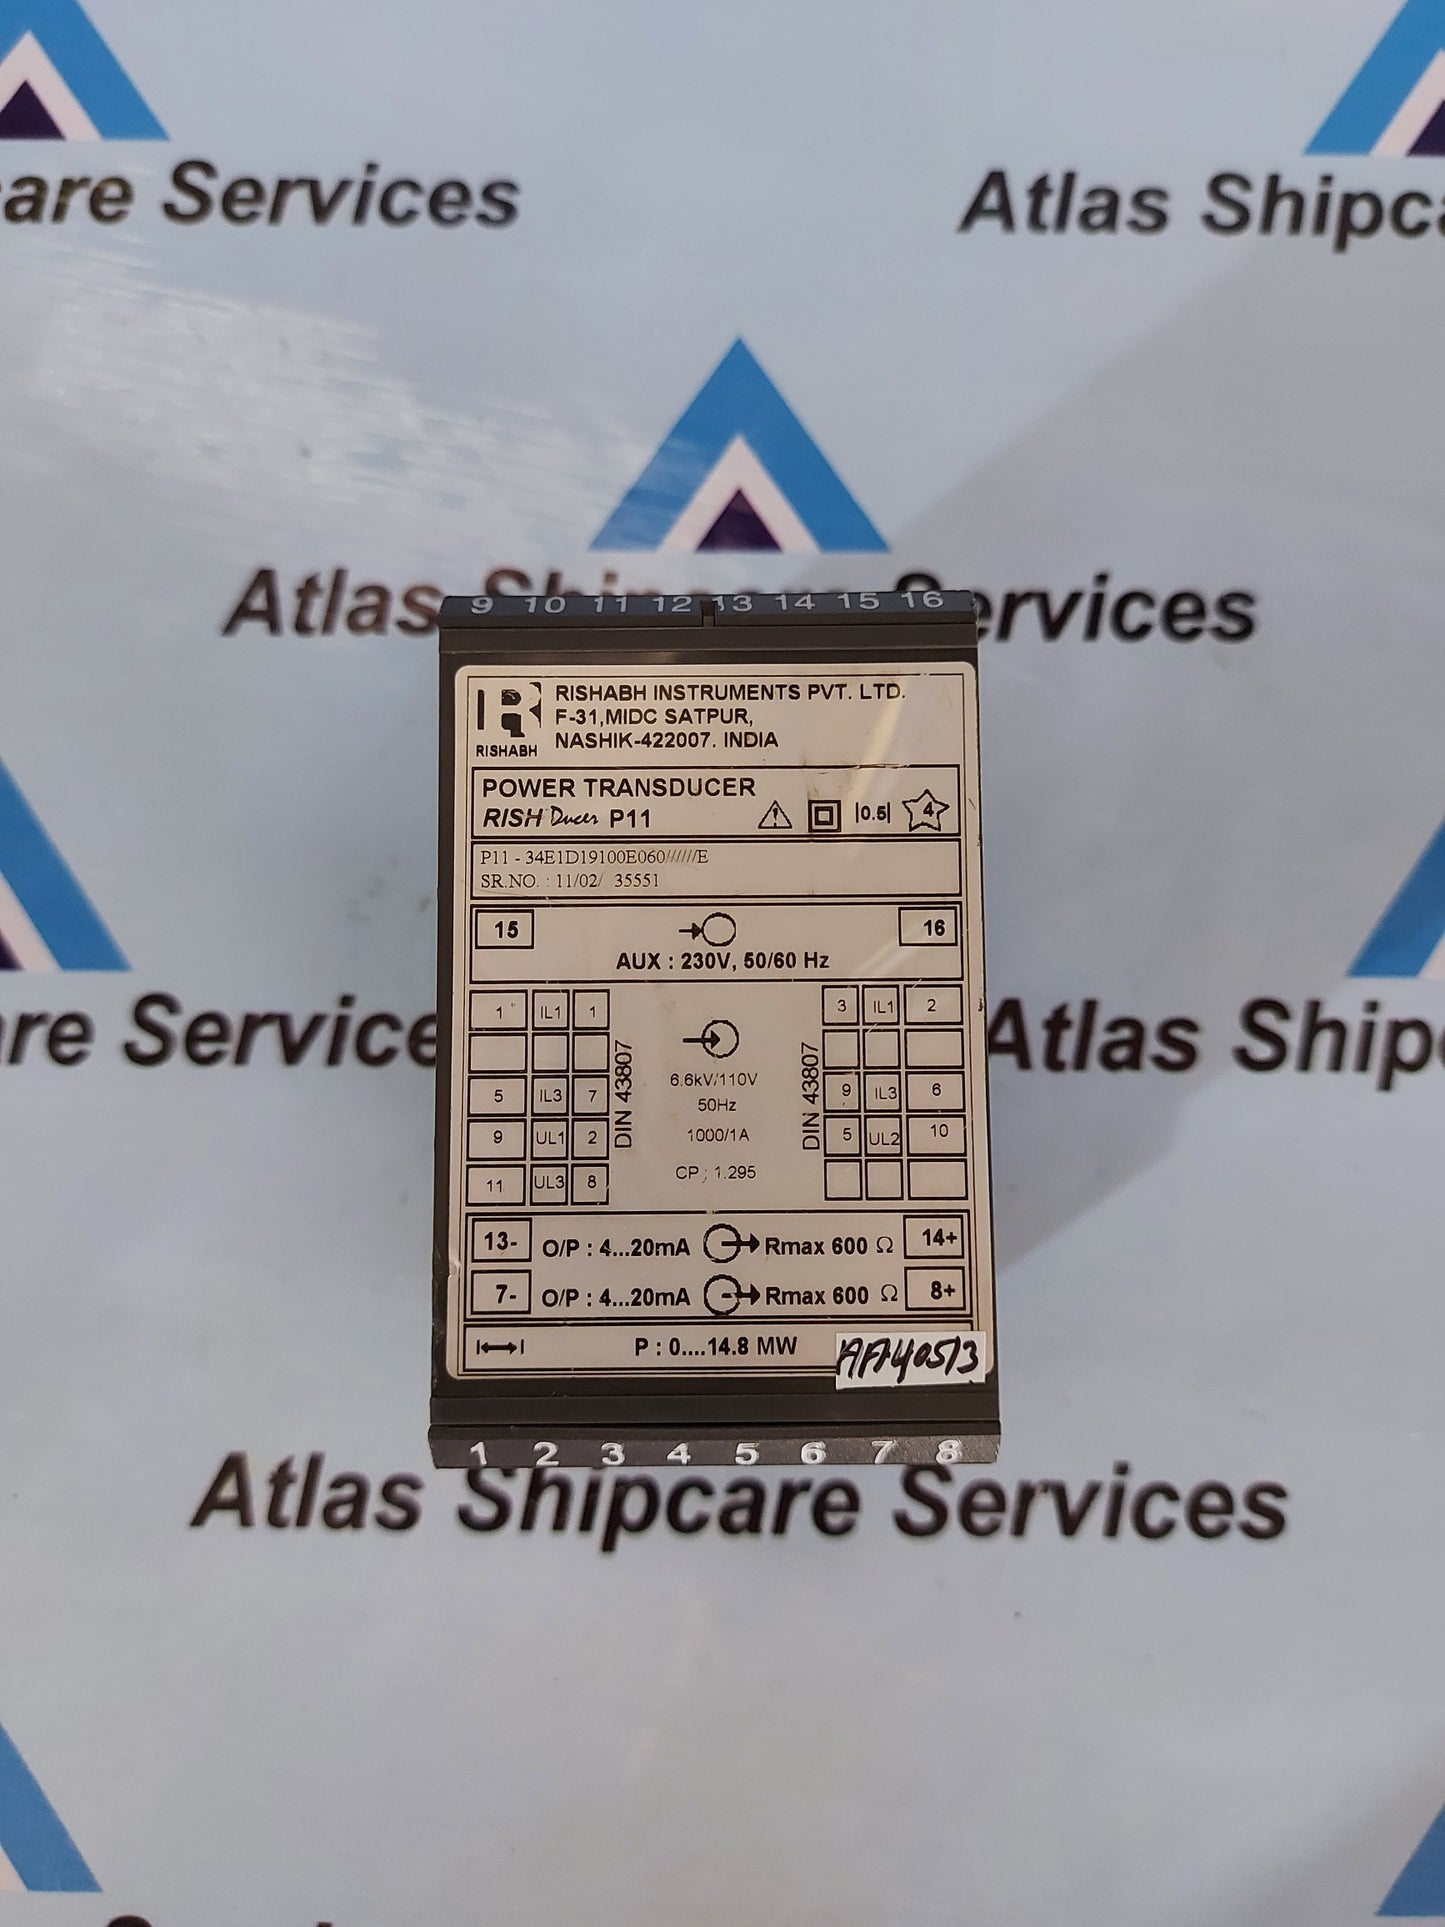 are Services
Atlas Shipca
Atlas Shipcare Services
9 10 11 12 13 14 15 16
RISHABH
RISHABH INSTRUMENTS PVT. LTD.
F-31,MIDC SATPUR,
NASHIK-422007. INDIA
POWER TRANSDUCER
RISH Ducer P11
|0.5| 4
P11 - 34E1D19100E060//////E
SR.NO. : 11/02/ 35551
15 16
AUX : 230V, 50/60 Hz
re Service
Atlas Ship
1 IL1 1
5 IL3 7
9 UL1 2
11 UL3 8
DIN 43807
6.6kV/110V
50Hz
1000/1A
CP ; 1.295
DIN 43807
3 IL1 2
9 IL3 6
5 UL2 10
13- O/P : 4...20mA Rmax 600 Ω 14+
7- O/P : 4...20mA Rmax 600 Ω 8+
P : 0....14.8 MW
AA40513
1 2 3 4 5 6 7 8
Atlas Shipcare Services